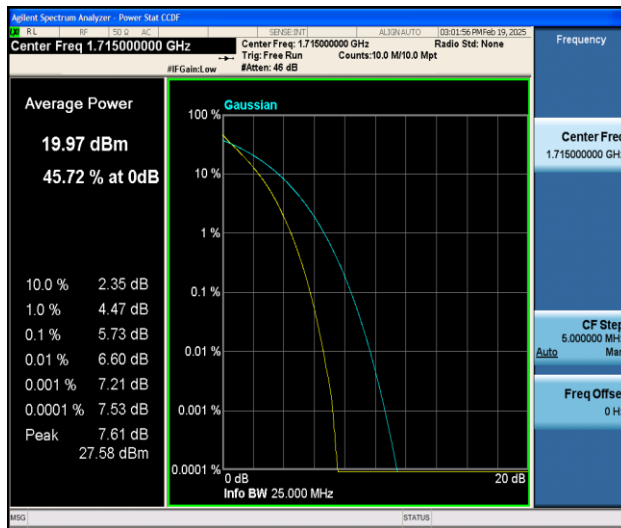 Agilent Spectrum Analyzer - Power Stat CCDF
RL RF 50 Ω AC SENSE:INT ALIGN AUTO 03:01:56 PM Feb 19, 2025
Center Freq 1.715000000 GHz
Center Freq: 1.715000000 GHz Radio Std: None
Trig: Free Run Counts:10.0 M/10.0 Mpt
#IFGain:Low #Atten: 46 dB
Frequency
Average Power
19.97 dBm
45.72 % at 0dB
10.0 % 2.35 dB
1.0 % 4.47 dB
0.1 % 5.73 dB
0.01 % 6.60 dB
0.001 % 7.21 dB
0.0001 % 7.53 dB
Peak 7.61 dB
27.58 dBm
Gaussian
100 %
10 %
1 %
0.1 %
0.01 %
0.001 %
0.0001 %
0 dB 20 dB
Info BW 25.000 MHz
Center Freq
1.715000000 GHz
CF Step
5.000000 MHz
Auto Man
Freq Offse
0 H
MSG STATUS